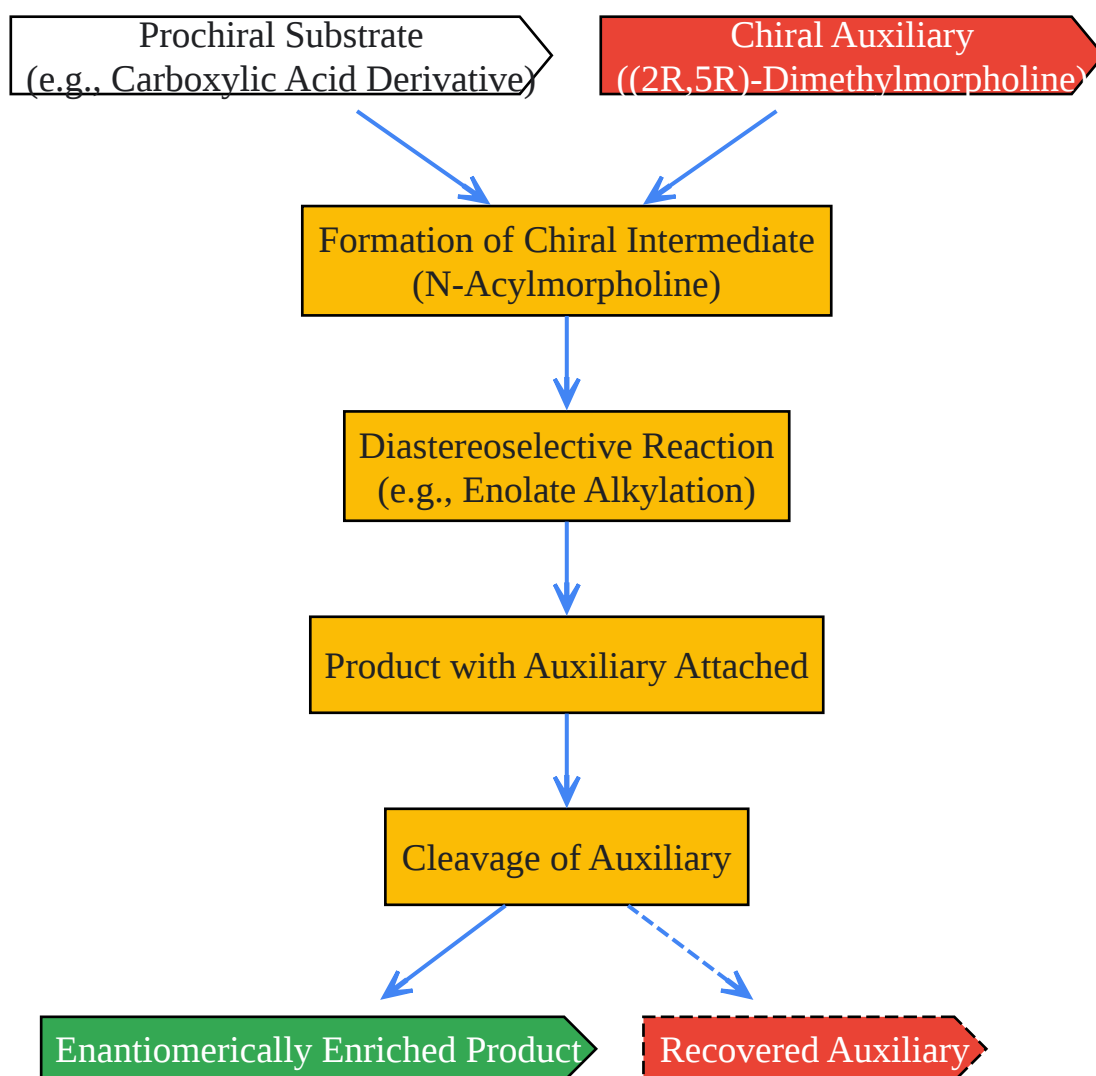 Prochiral Substrate
(e.g., Carboxylic Acid Derivative)
Chiral Auxiliary
((2R,5R)-Dimethylmorpholine)
Formation of Chiral Intermediate
(N-Acylmorpholine)
Diastereoselective Reaction
(e.g., Enolate Alkylation)
Product with Auxiliary Attached
Cleavage of Auxiliary
Enantiomerically Enriched Product
Recovered Auxiliary